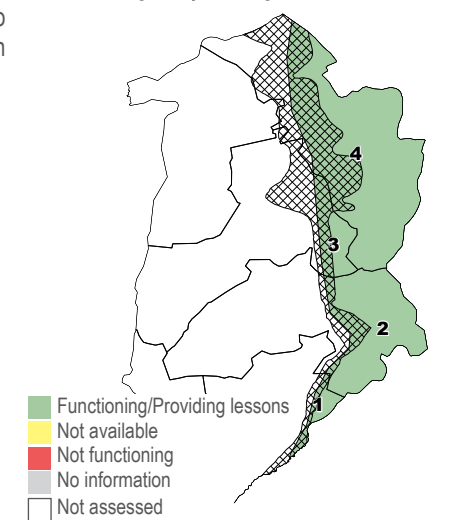 4
3
2
1
Functioning/Providing lessons
Not available
Not functioning
No information
Not assessed